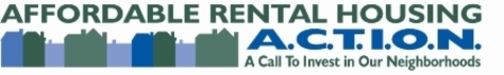 AFFORDABLE RENTAL HOUSING
A.C.T.I.O.N.
A Call To Invest in Our Neighborhoods